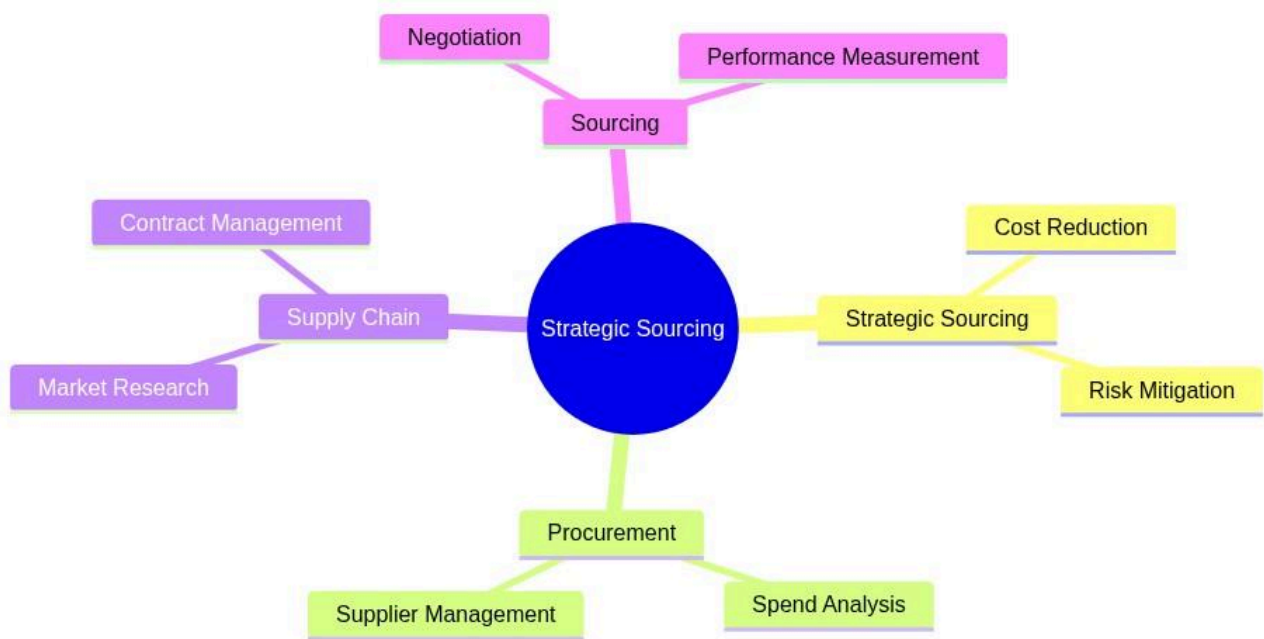 Negotiation
Performance Measurement
Sourcing
Contract Management
Cost Reduction
Supply Chain
Strategic Sourcing
Strategic Sourcing
Market Research
Risk Mitigation
Procurement
Supplier Management
Spend Analysis